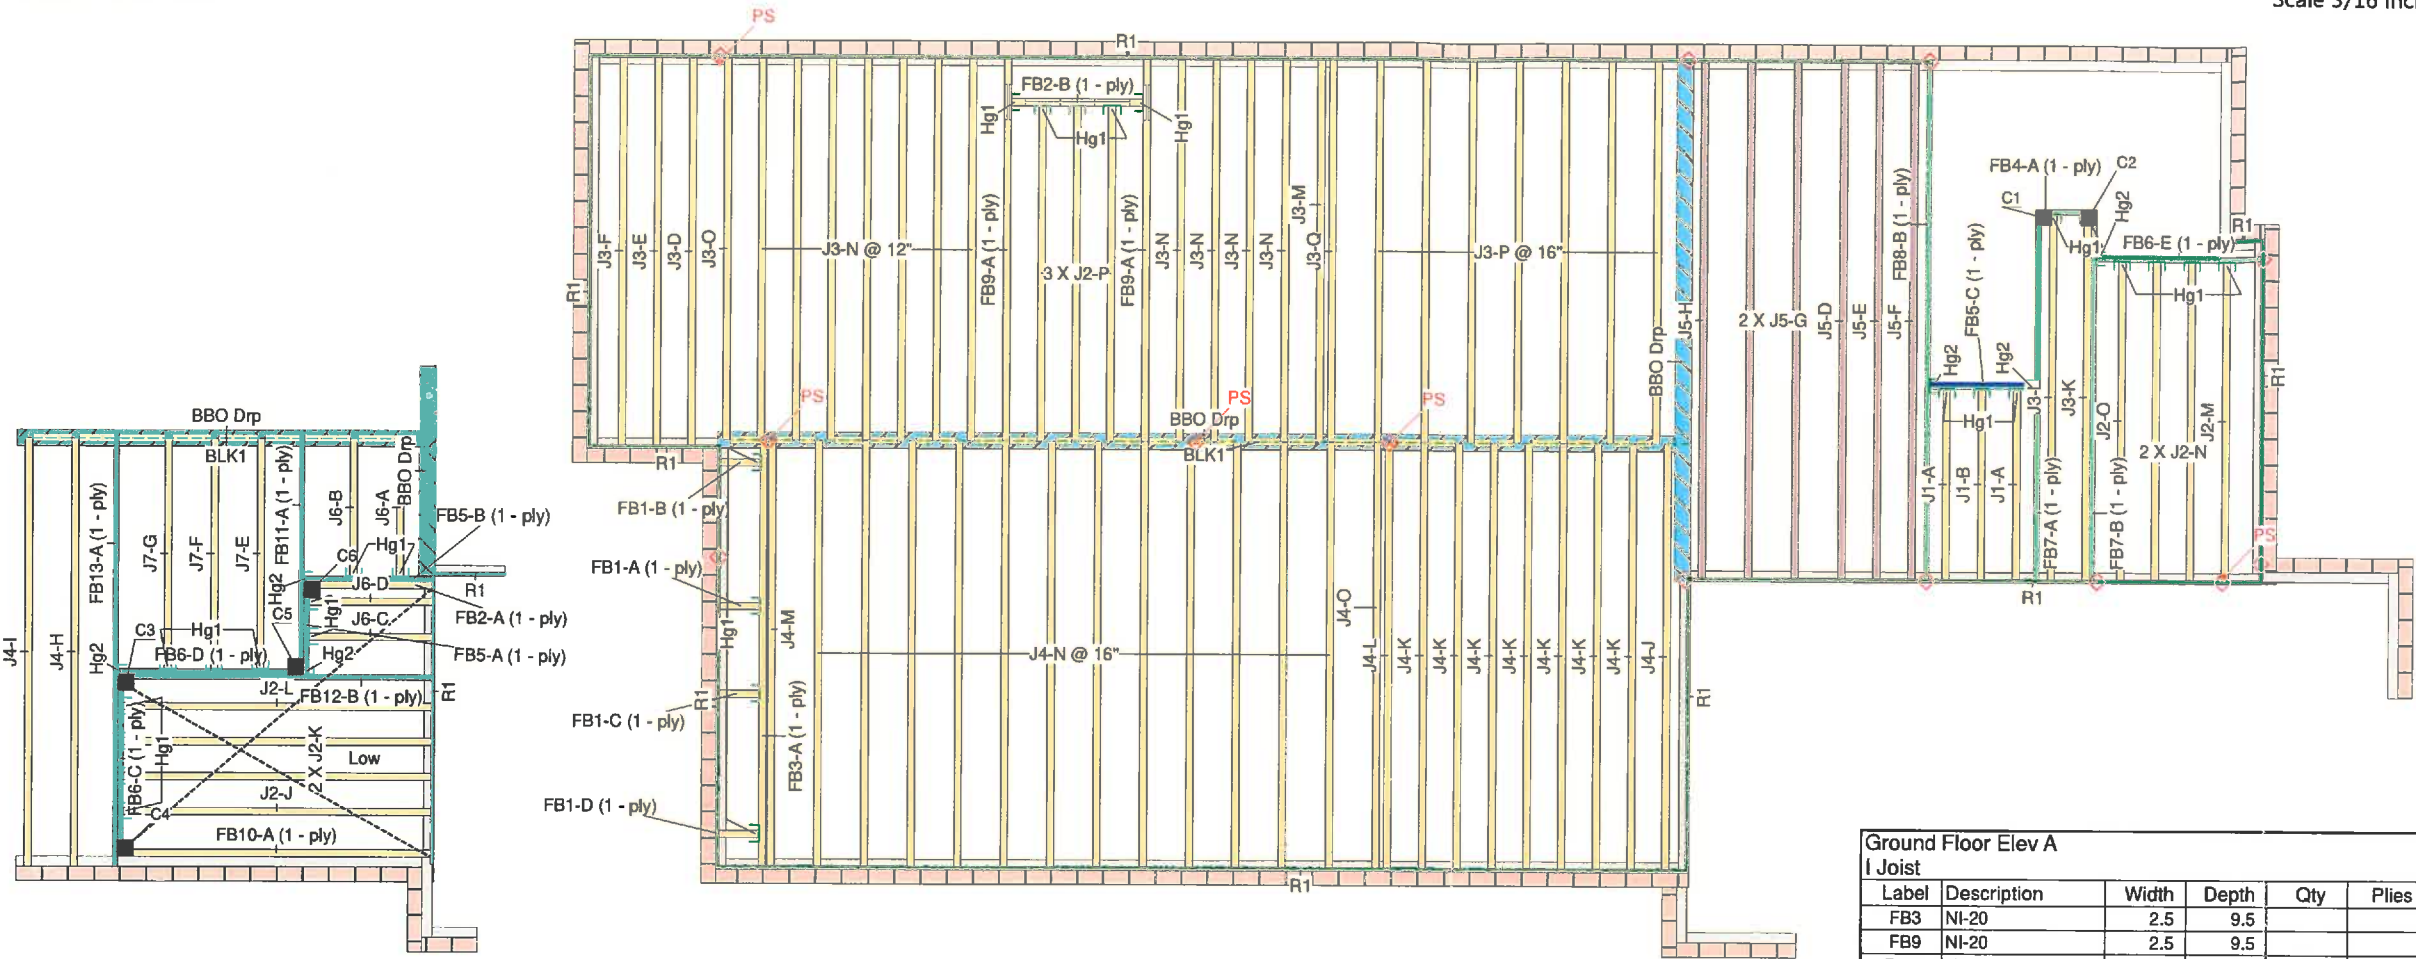 Scale 3/16 inc
PS
R1
FB2-B (1 - ply)
Hg1
Hg1
Hg1
J3-F
J3-E
J3-D
J3-O
J3-N @ 12"
FB9-A (1 - ply)
3 X J2-P
FB9-A (1 - ply)
J3-N
J3-N
J3-N
J3-N
J3-M
J3-Q
J3-P @ 16"
BBO Drp
J5-H
2 X J5-G
J5-D
J5-E
J5-F
FB8-B (1 - ply)
FB4-A (1 - ply)
C2
C1
Hg2
Hg1
R1
FB6-E (1 - ply)
Hg1
FB5-C (1 - ply)
Hg2
Hg2
Hg1
J3-K
J2-O
2 X J2-N
J2-M
R1
J1-A
J1-B
J1-A
FB7-A (1 - ply)
FB7-B (1 - ply)
PS
R1
R1
PS
PS
PS
BBO Drp
BLK1
R1
FB1-B (1 - ply)
FB1-A (1 - ply)
Hg1
J4-M
FB1-C (1 - ply)
R1
FB3-A (1 - ply)
FB1-D (1 - ply)
J4-N @ 16"
J4-O
J4-L
J4-K
J4-K
J4-K
J4-K
J4-K
J4-K
J4-K
J4-J
R1
R1
BBO Drp
BLK1
BBO Drp
J4-I
J4-H
FB13-A (1 - ply)
J7-G
J7-F
J7-E
FB11-A (1 - ply)
J6-B
J6-A
FB5-B (1 - ply)
C6
Hg1
Hg2
J6-D
R1
Hg1
FB2-A (1 - ply)
C5
J6-C
C3
Hg1
Hg2
FB6-D (1 - ply)
Hg2
FB5-A (1 - ply)
J2-L
FB12-B (1 - ply)
R1
FB6-C (1 - ply)
Hg1
2 X J2-K
Low
J2-J
C4
FB10-A (1 - ply)
Ground Floor Elev A
I Joist
Label Description Width Depth Qty Plies
FB3 NI-20 2.5 9.5
FB9 NI-20 2.5 9.5